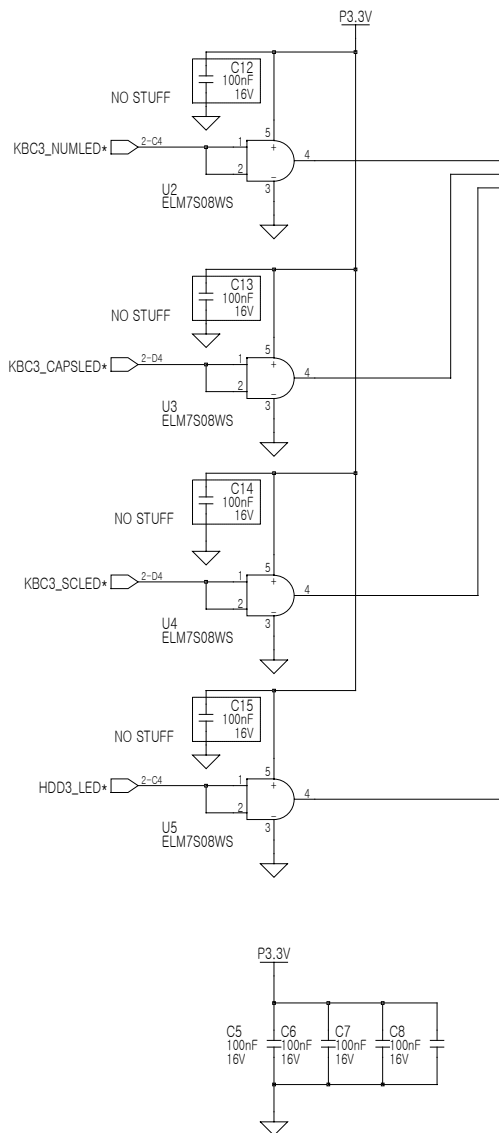 P3.3V
C12
100nF
16V
NO STUFF
KBC3_NUMLED*
2-C4
1
2
5
+
-
3
4
U2
ELM7S08WS
C13
100nF
16V
NO STUFF
KBC3_CAPSLED*
2-D4
1
2
5
+
-
3
4
U3
ELM7S08WS
C14
100nF
16V
NO STUFF
KBC3_SCLED*
2-D4
1
2
5
+
-
3
4
U4
ELM7S08WS
C15
100nF
16V
NO STUFF
HDD3_LED*
2-C4
1
2
5
+
-
3
4
U5
ELM7S08WS
P3.3V
C5
100nF
16V
C6
100nF
16V
C7
100nF
16V
C8
100nF
16V